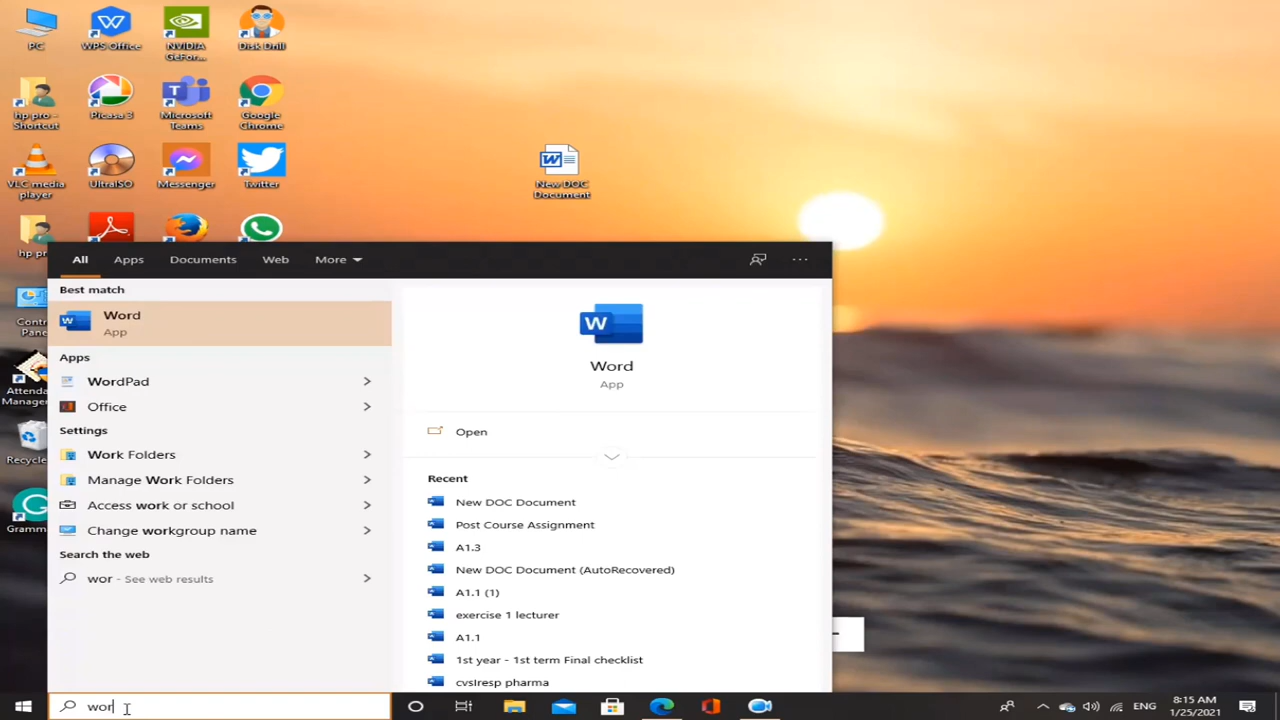 PC
WPS Office
NVIDIA
GeFor...
Disk Drill
hp pro -
Shortcut
Picasa 3
Microsoft
Teams
Google
Chrome
VLC media
player
UltraISO
Messenger
Twitter
New DOC
Document
hp pr
Contr
Pane
Attenda
Manager
Recycle
Gramm
All
Apps
Documents
Web
More
Best match
Word
App
Apps
WordPad
Office
Settings
Work Folders
Manage Work Folders
Access work or school
Change workgroup name
Search the web
wor - See web results
Word
App
Open
Recent
New DOC Document
Post Course Assignment
A1.3
New DOC Document (AutoRecovered)
A1.1 (1)
exercise 1 lecturer
A1.1
1st year - 1st term Final checklist
cvslresp pharma
wor
ENG
8:15 AM
1/25/2021